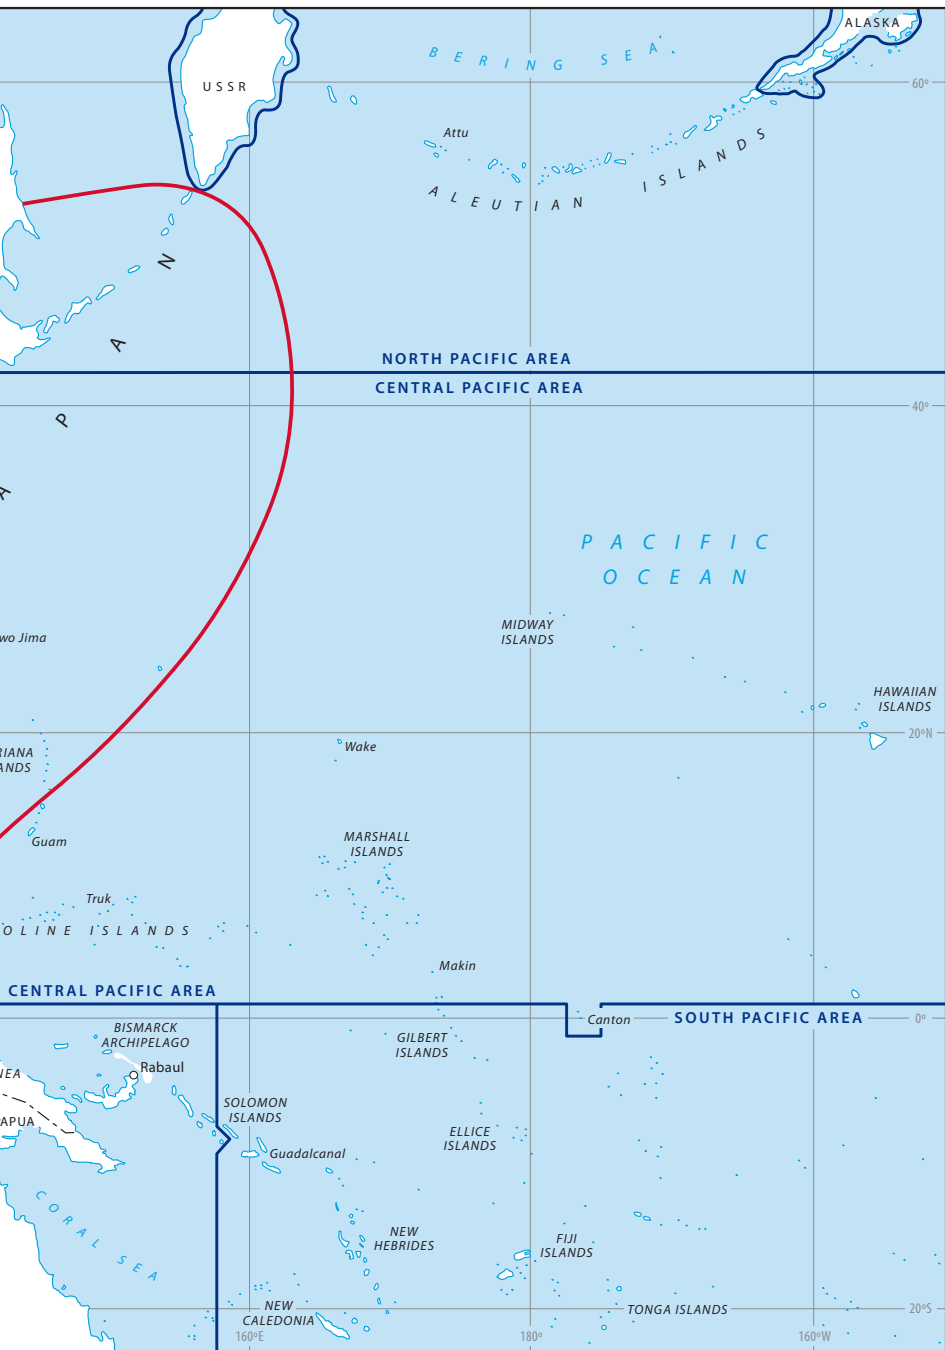 ALASKA
BERING SEA
USSR
60°
Attu
ALEUTIAN ISLANDS
JAPAN
NORTH PACIFIC AREA
CENTRAL PACIFIC AREA
40°
PACIFIC
OCEAN
MIDWAY
ISLANDS
wo Jima
HAWAIIAN
ISLANDS
20°N
Wake
RIANA
ANDS
MARSHALL
ISLANDS
Guam
Truk
OLINE ISLANDS
Makin
CENTRAL PACIFIC AREA
Canton
SOUTH PACIFIC AREA
0°
BISMARCK
ARCHIPELAGO
GILBERT
ISLANDS
Rabaul
NEA
SOLOMON
ISLANDS
APUA
ELLICE
ISLANDS
Guadalcanal
CORAL SEA
NEW
HEBRIDES
FIJI
ISLANDS
NEW
CALEDONIA
TONGA ISLANDS
20°S
160°E
180°
160°W